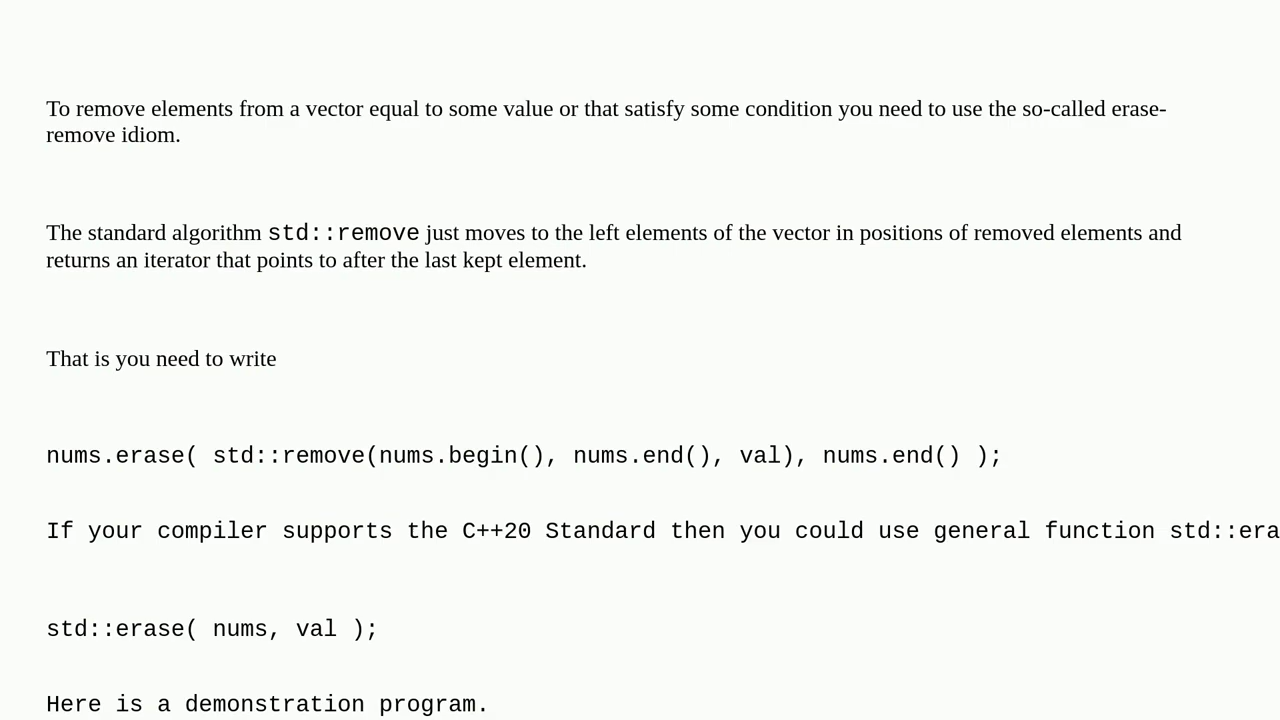 To remove elements from a vector equal to some value or that satisfy some condition you need to use the so-called erase-
remove idiom.
The standard algorithm std::remove just moves to the left elements of the vector in positions of removed elements and
returns an iterator that points to after the last kept element.
That is you need to write
nums.erase( std::remove(nums.begin(), nums.end(), val), nums.end() );
If your compiler supports the C++20 Standard then you could use general function std::era
std::erase( nums, val );
Here is a demonstration program.